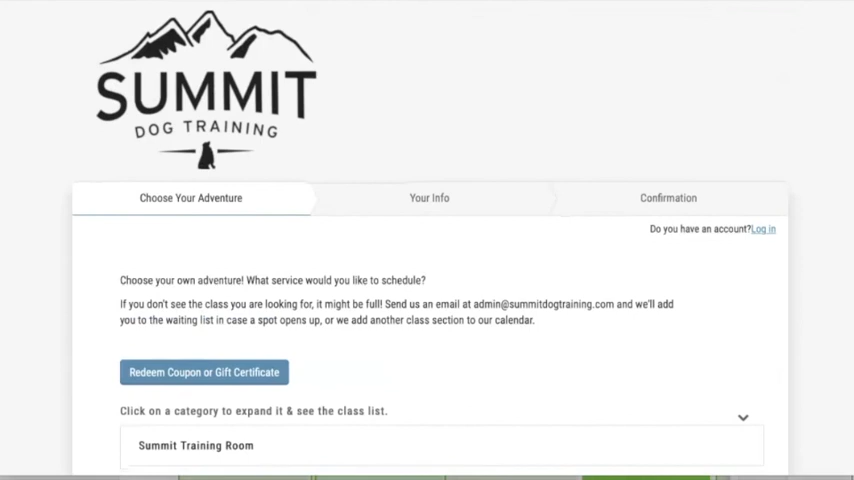 SUMMIT
DOG TRAINING
Choose Your Adventure
Your Info
Confirmation
Do you have an account?Log in
Choose your own adventure! What service would you like to schedule?
If you don't see the class you are looking for, it might be full! Send us an email at admin@summitdogtraining.com and we'll add
you to the waiting list in case a spot opens up, or we add another class section to our calendar.
Redeem Coupon or Gift Certificate
Click on a category to expand it & see the class list.
Summit Training Room